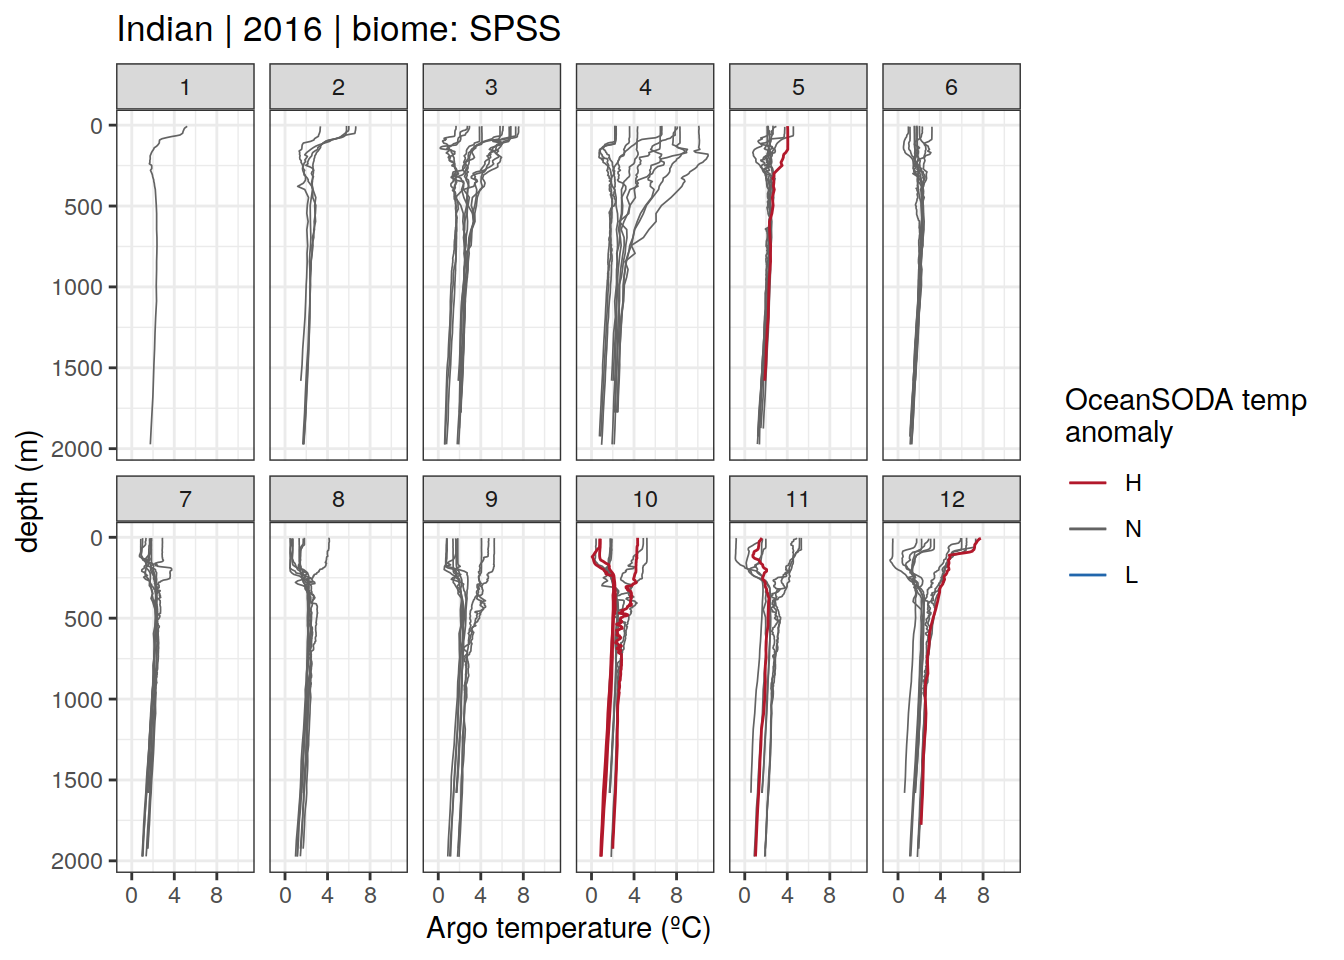 Indian | 2016 | biome: SPSS
1 2 3 4 5 6
0
500
1000
1500
2000
7 8 9 10 11 12
0
500
1000
1500
2000
0 4 8 0 4 8 0 4 8 0 4 8 0 4 8 0 4 8
Argo temperature (ºC)
depth (m)
OceanSODA temp
anomaly
H
N
L